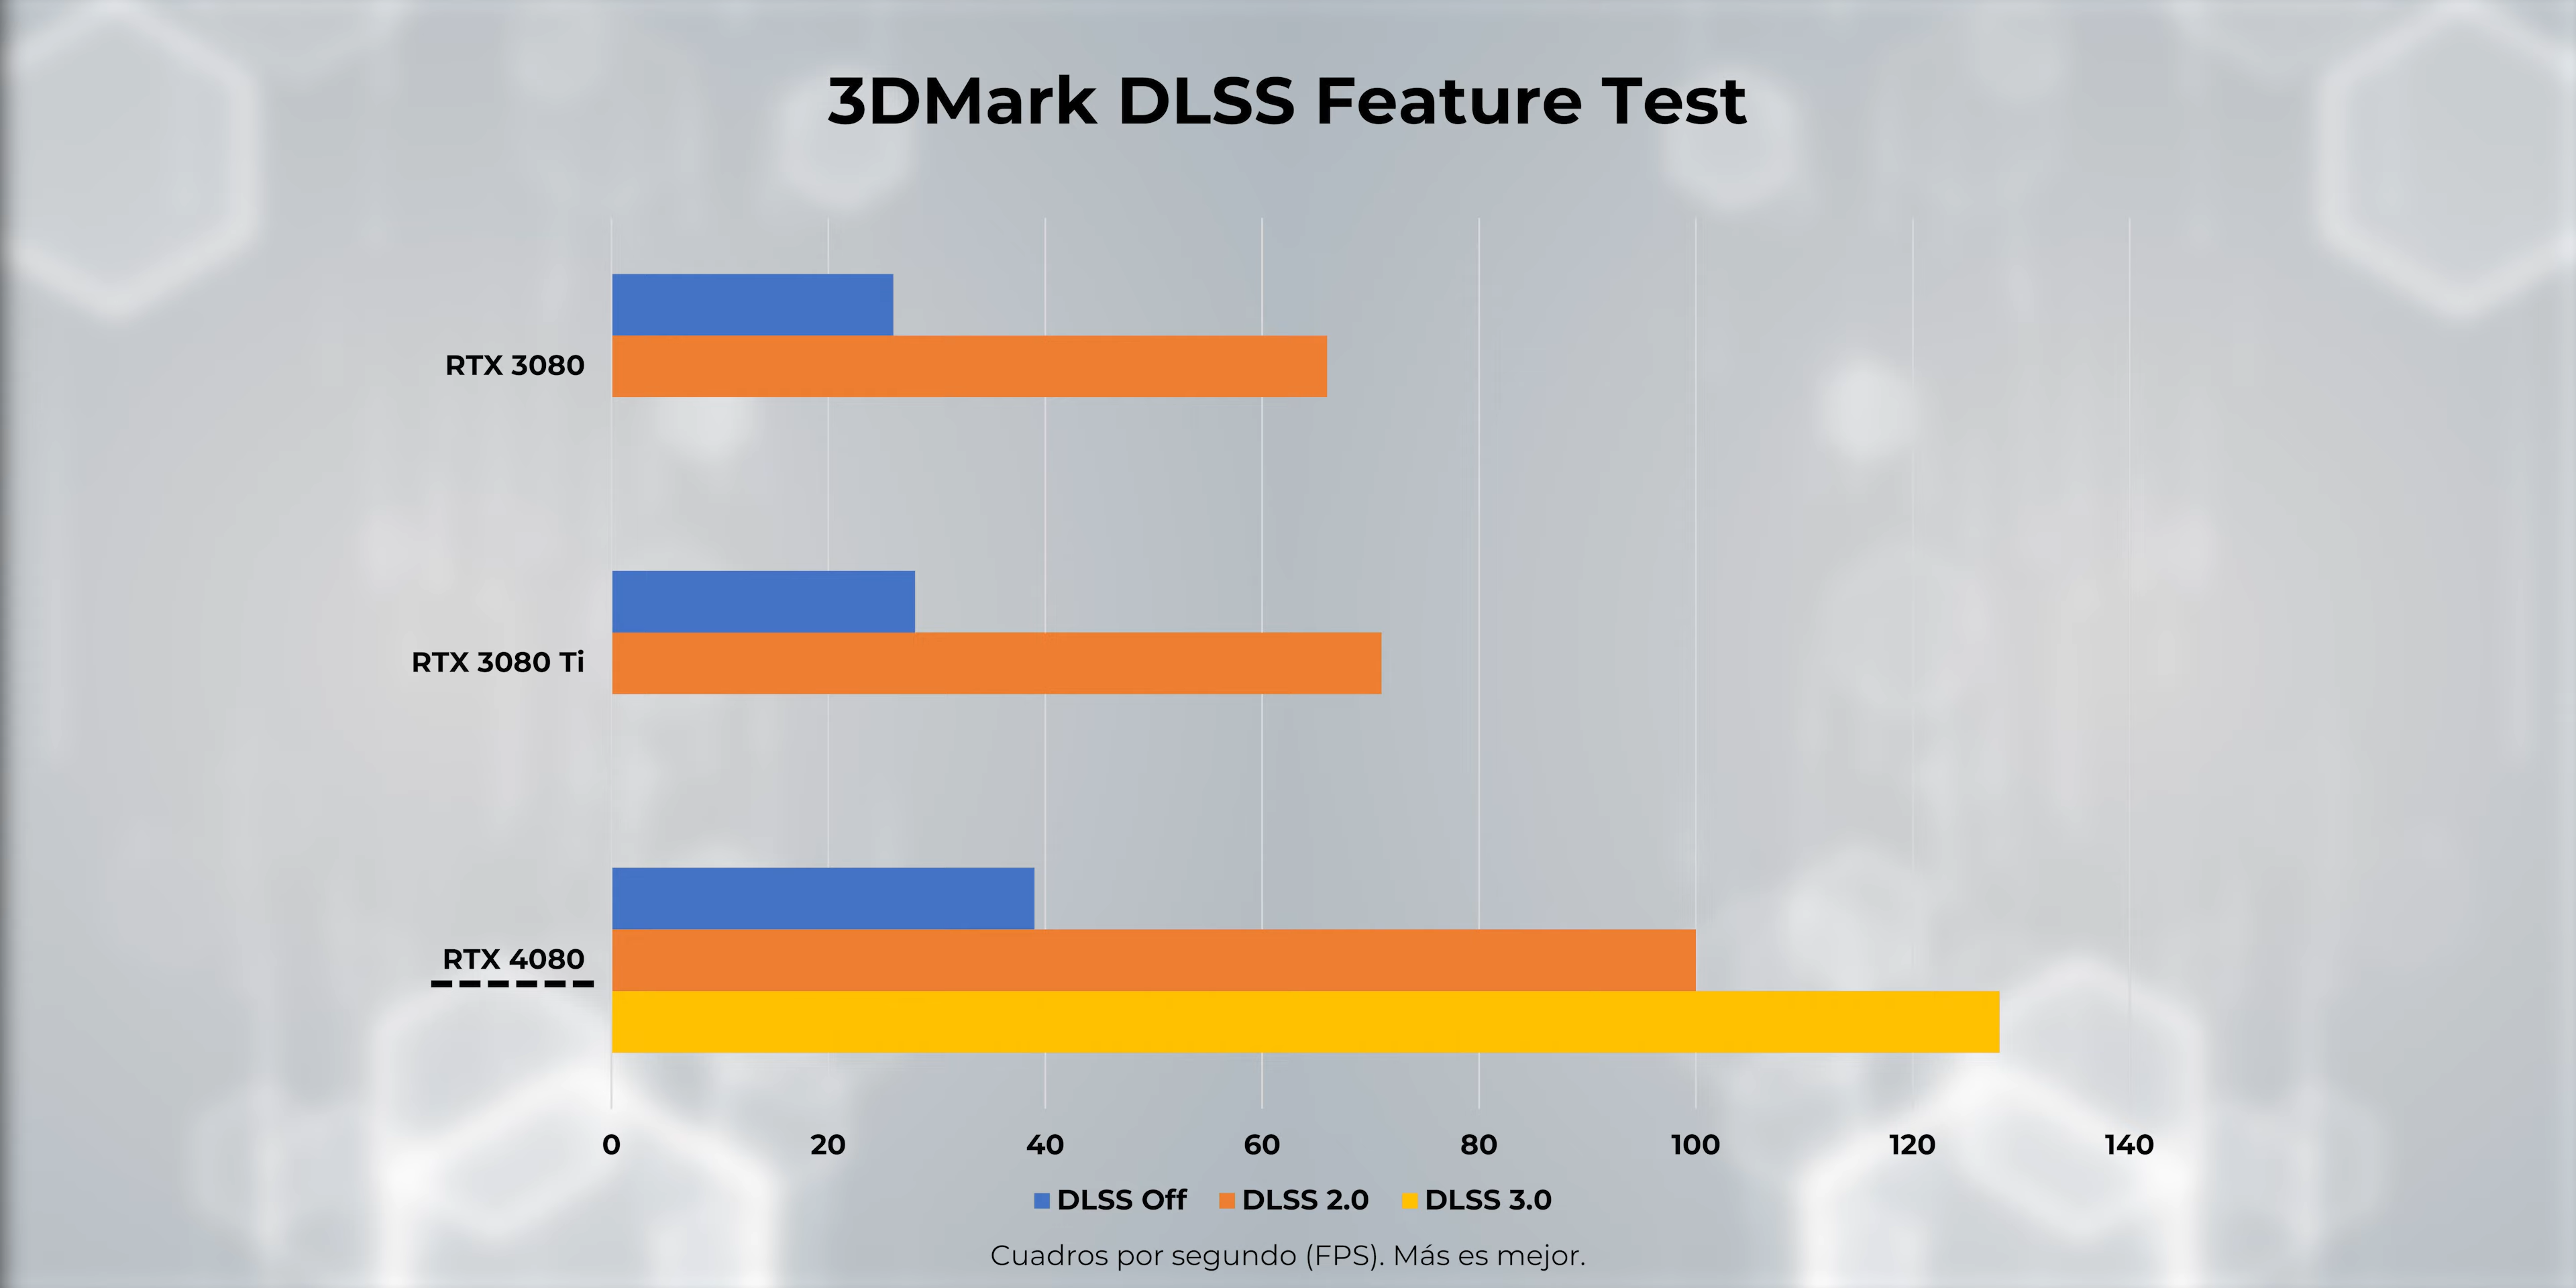 3DMark DLSS Feature Test
RTX 3080
RTX 3080 Ti
RTX 4080
0 20 40 60 80 100 120 140
DLSS Off DLSS 2.0 DLSS 3.0
Cuadros por segundo (FPS). Más es mejor.